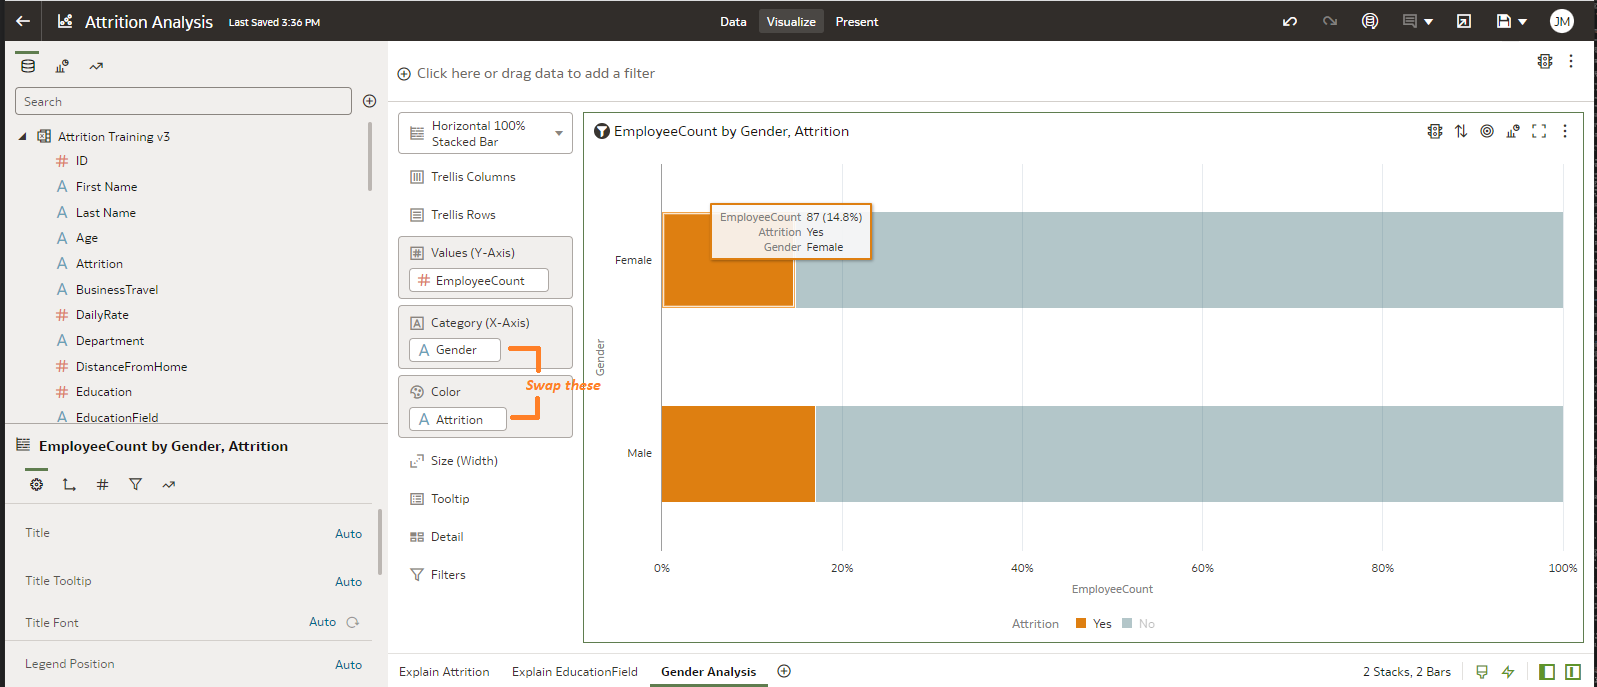 Attrition Analysis Last Saved 3:36 PM
Data Visualize Present
JM
Search
Click here or drag data to add a filter
Attrition Training v3
ID
First Name
Last Name
Age
Attrition
BusinessTravel
DailyRate
Department
DistanceFromHome
Education
EducationField
EmployeeCount by Gender, Attrition
Title Auto
Title Tooltip Auto
Title Font Auto
Legend Position Auto
Horizontal 100%
Stacked Bar
Trellis Columns
Trellis Rows
Values (Y-Axis)
# EmployeeCount
Category (X-Axis)
A Gender
Swap these
Color
A Attrition
Size (Width)
Tooltip
Detail
Filters
EmployeeCount by Gender, Attrition
EmployeeCount 87 (14.8%)
Attrition Yes
Gender Female
Female
Gender
Male
0% 20% 40% 60% 80% 100%
EmployeeCount
Attrition Yes No
Explain Attrition Explain EducationField Gender Analysis
2 Stacks, 2 Bars